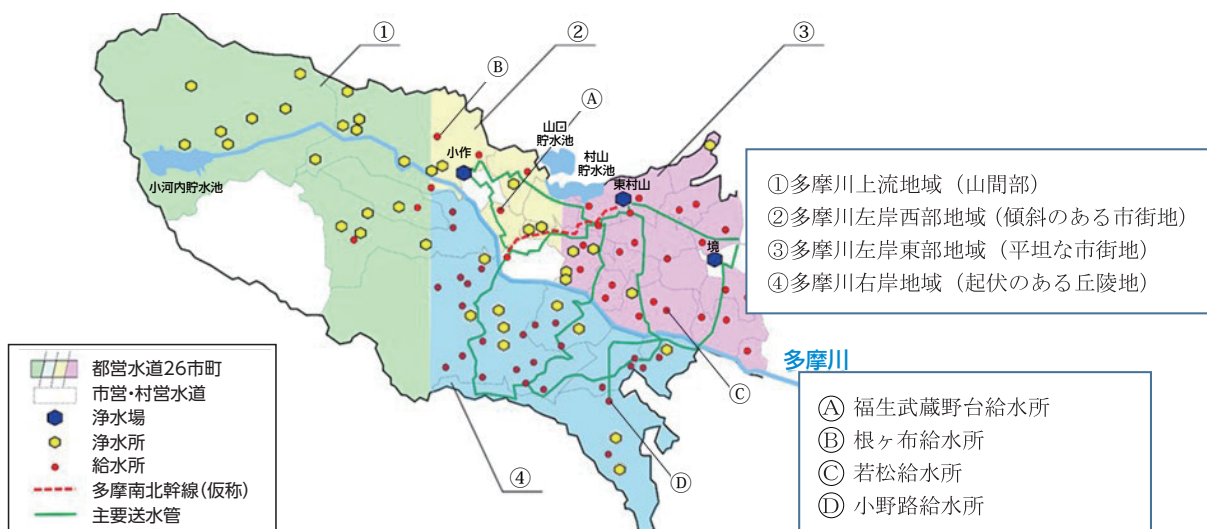 ①
②
③
Ⓑ
Ⓐ
山口
貯水池
村山
貯水池
小作
東村山
小河内貯水池
境
①多摩川上流地域（山間部）
②多摩川左岸西部地域（傾斜のある市街地）
③多摩川左岸東部地域（平坦な市街地）
④多摩川右岸地域（起伏のある丘陵地）
多摩川
都営水道26市町
市営・村営水道
浄水場
浄水所
給水所
多摩南北幹線(仮称)
主要送水管
④
Ⓓ
Ⓒ
Ⓐ 福生武蔵野台給水所
Ⓑ 根ヶ布給水所
Ⓒ 若松給水所
Ⓓ 小野路給水所